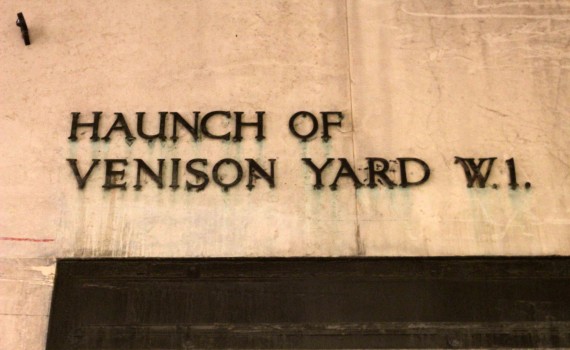 HAUNCH OF
VENISON YARD W.1.